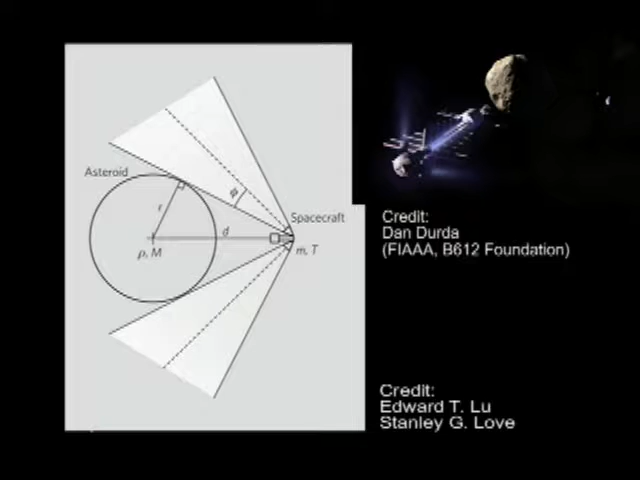 Asteroid
r
φ
Spacecraft
d
ρ, M
m, T
Credit:
Dan Durda
(FIAAA, B612 Foundation)
Credit:
Edward T. Lu
Stanley G. Love